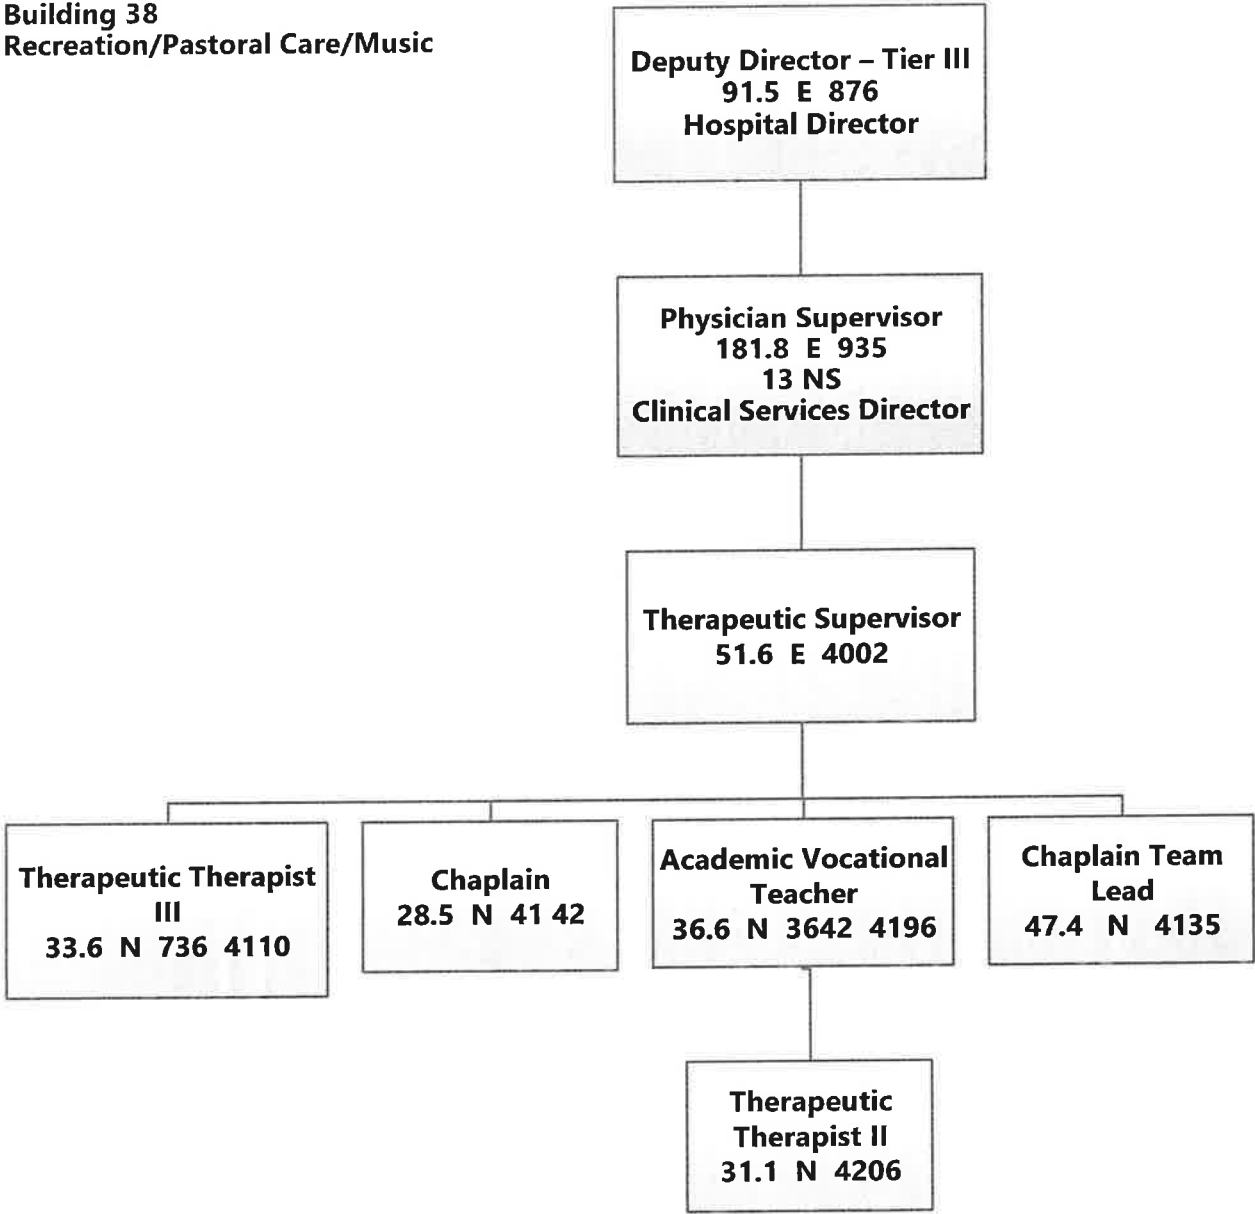 Building 38
Recreation/Pastoral Care/Music
Deputy Director – Tier III
91.5 E 876
Hospital Director
Physician Supervisor
181.8 E 935
13 NS
Clinical Services Director
Therapeutic Supervisor
51.6 E 4002
Therapeutic Therapist
III
33.6 N 736 4110
Chaplain
28.5 N 41 42
Academic Vocational
Teacher
36.6 N 3642 4196
Chaplain Team
Lead
47.4 N 4135
Therapeutic
Therapist II
31.1 N 4206